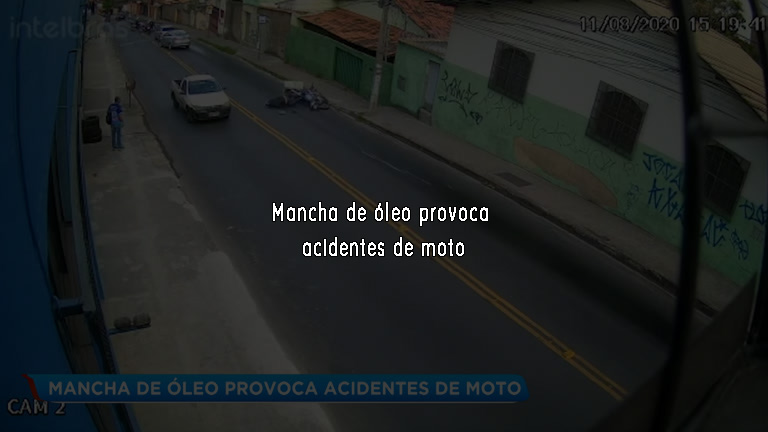 intelbras
11/08/2020 15:19:41
Mancha de óleo provoca
acidentes de moto
MANCHA DE ÓLEO PROVOCA ACIDENTES DE MOTO
CAM 2